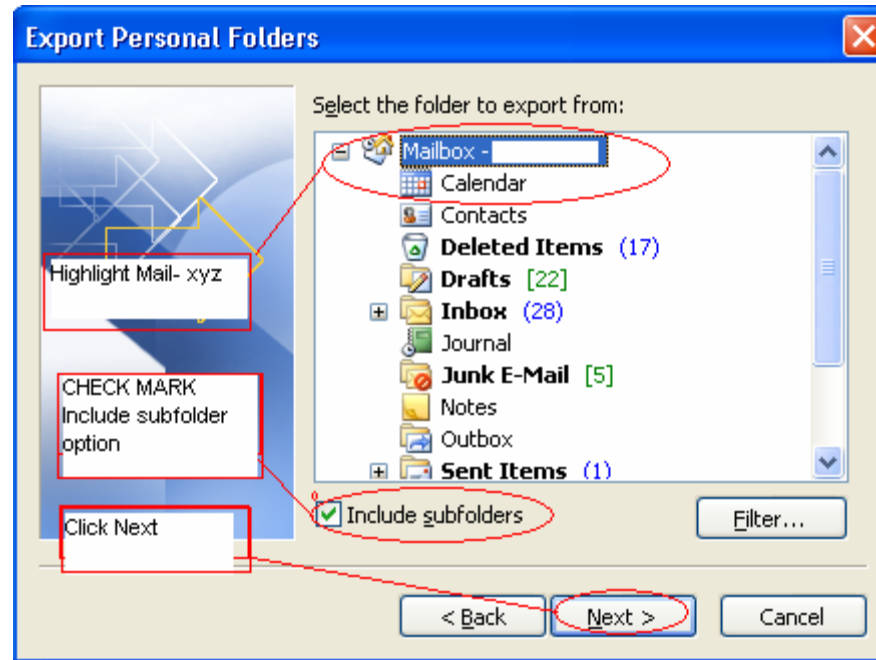 Export Personal Folders
Select the folder to export from:
Mailbox -
Calendar
Contacts
Deleted Items (17)
Drafts [22]
Inbox (28)
Journal
Junk E-Mail [5]
Notes
Outbox
Sent Items (1)
Highlight Mail- xyz
CHECK MARK
Include subfolder
option
Click Next
Include subfolders
Filter...
< Back
Next >
Cancel